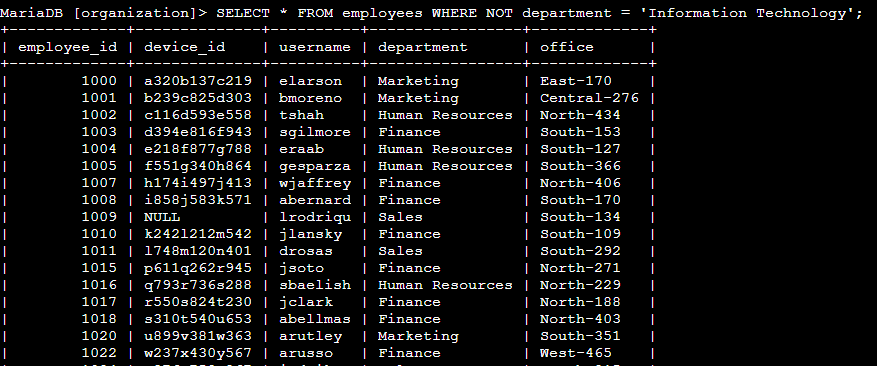 MariaDB [organization]> SELECT * FROM employees WHERE NOT department = 'Information Technology';
+-------------+--------------+----------+-----------------+-------------+
| employee_id | device_id    | username | department      | office      |
+-------------+--------------+----------+-----------------+-------------+
|        1000 | a320b137c219 | elarson  | Marketing       | East-170    |
|        1001 | b239c825d303 | bmoreno  | Marketing       | Central-276 |
|        1002 | c116d593e558 | tshah    | Human Resources | North-434   |
|        1003 | d394e816f943 | sgilmore | Finance         | South-153   |
|        1004 | e218f877g788 | eraab    | Human Resources | South-127   |
|        1005 | f551g340h864 | gesparza | Human Resources | South-366   |
|        1007 | h174i497j413 | wjaffrey | Finance         | North-406   |
|        1008 | i858j583k571 | abernard | Finance         | South-170   |
|        1009 | NULL         | lrodriqu | Sales           | South-134   |
|        1010 | k242l212m542 | jlansky  | Finance         | South-109   |
|        1011 | l748m120n401 | drosas   | Sales           | South-292   |
|        1015 | p611q262r945 | jsoto    | Finance         | North-271   |
|        1016 | q793r736s288 | sbaelish | Human Resources | North-229   |
|        1017 | r550s824t230 | jclark   | Finance         | North-188   |
|        1018 | s310t540u653 | abellmas | Finance         | North-403   |
|        1020 | u899v381w363 | arutley  | Marketing       | South-351   |
|        1022 | w237x430y567 | arusso   | Finance         | West-465    |